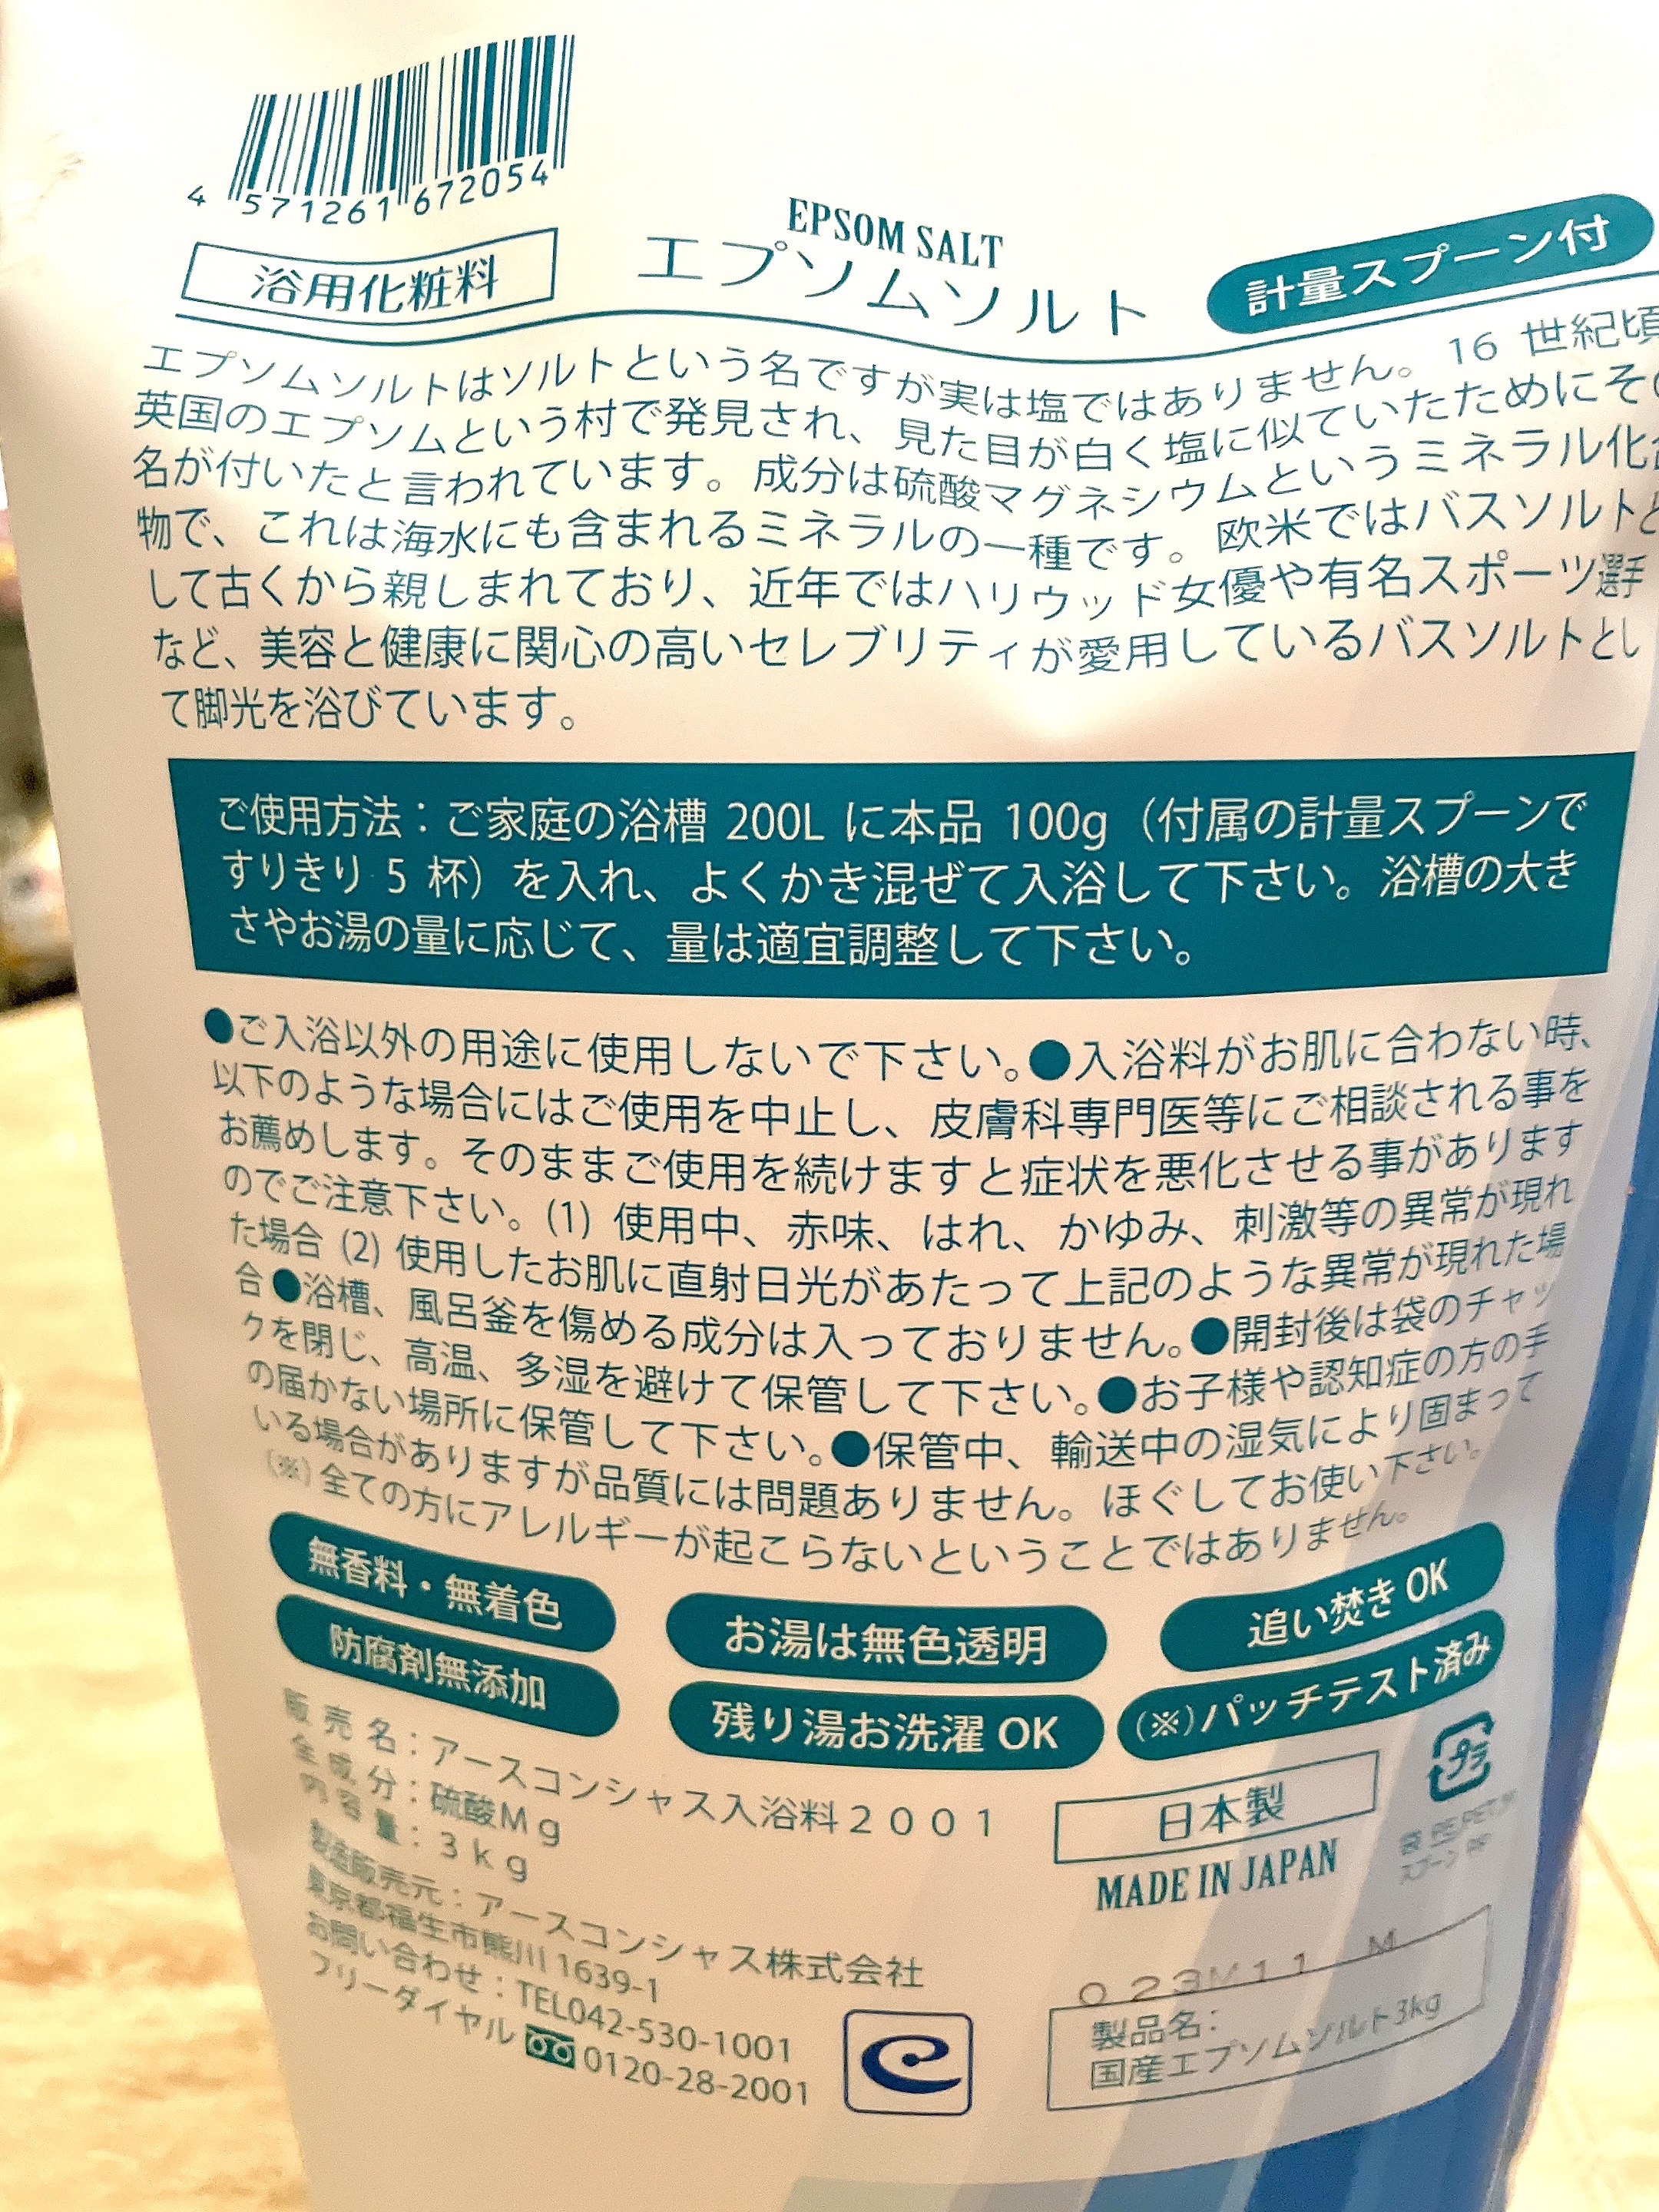 4 571261 672054
浴用化粧料
EPSOM SALT
エプソムソルト
計量スプーン付
エプソムソルトはソルトという名ですが実は塩ではありません。16 世紀頃
英国のエプソムという村で発見され、見た目が白く塩に似ていたためにその
名が付いたと言われています。成分は硫酸マグネシウムというミネラル化合
物で、これは海水にも含まれるミネラルの一種です。欧米ではバスソルトと
して古くから親しまれており、近年ではハリウッド女優や有名スポーツ選手
など、美容と健康に関心の高いセレブリティが愛用しているバスソルトとし
て脚光を浴びています。
ご使用方法：ご家庭の浴槽 200L に本品 100g（付属の計量スプーンで
すりきり 5 杯）を入れ、よくかき混ぜて入浴して下さい。浴槽の大き
さやお湯の量に応じて、量は適宜調整して下さい。
●ご入浴以外の用途に使用しないで下さい。●入浴料がお肌に合わない時、
以下のような場合にはご使用を中止し、皮膚科専門医等にご相談される事を
お薦めします。そのままご使用を続けますと症状を悪化させる事があります
のでご注意下さい。(1) 使用中、赤味、はれ、かゆみ、刺激等の異常が現れ
た場合 (2) 使用したお肌に直射日光があたって上記のような異常が現れた場
合●浴槽、風呂釜を傷める成分は入っておりません。●開封後は袋のチャッ
クを閉じ、高温、多湿を避けて保管して下さい。●お子様や認知症の方の手
の届かない場所に保管して下さい。●保管中、輸送中の湿気により固まって
いる場合がありますが品質には問題ありません。ほぐしてお使い下さい。
(※)全ての方にアレルギーが起こらないということではありません。
無香料・無着色
お湯は無色透明
追い焚き OK
防腐剤無添加
残り湯お洗濯 OK
(※)パッチテスト済み
販売名：アースコンシャス入浴料２００１
全成分：硫酸Ｍｇ
内容量：３ｋｇ
製造販売元：アースコンシャス株式会社
東京都福生市熊川 1639-1
お問い合わせ：TEL042-530-1001
フリーダイヤル 0120-28-2001
日本製
MADE IN JAPAN
プラ
袋:PE,PET
スプーン:PP
023M11 M
製品名：
国産エプソムソルト3kg